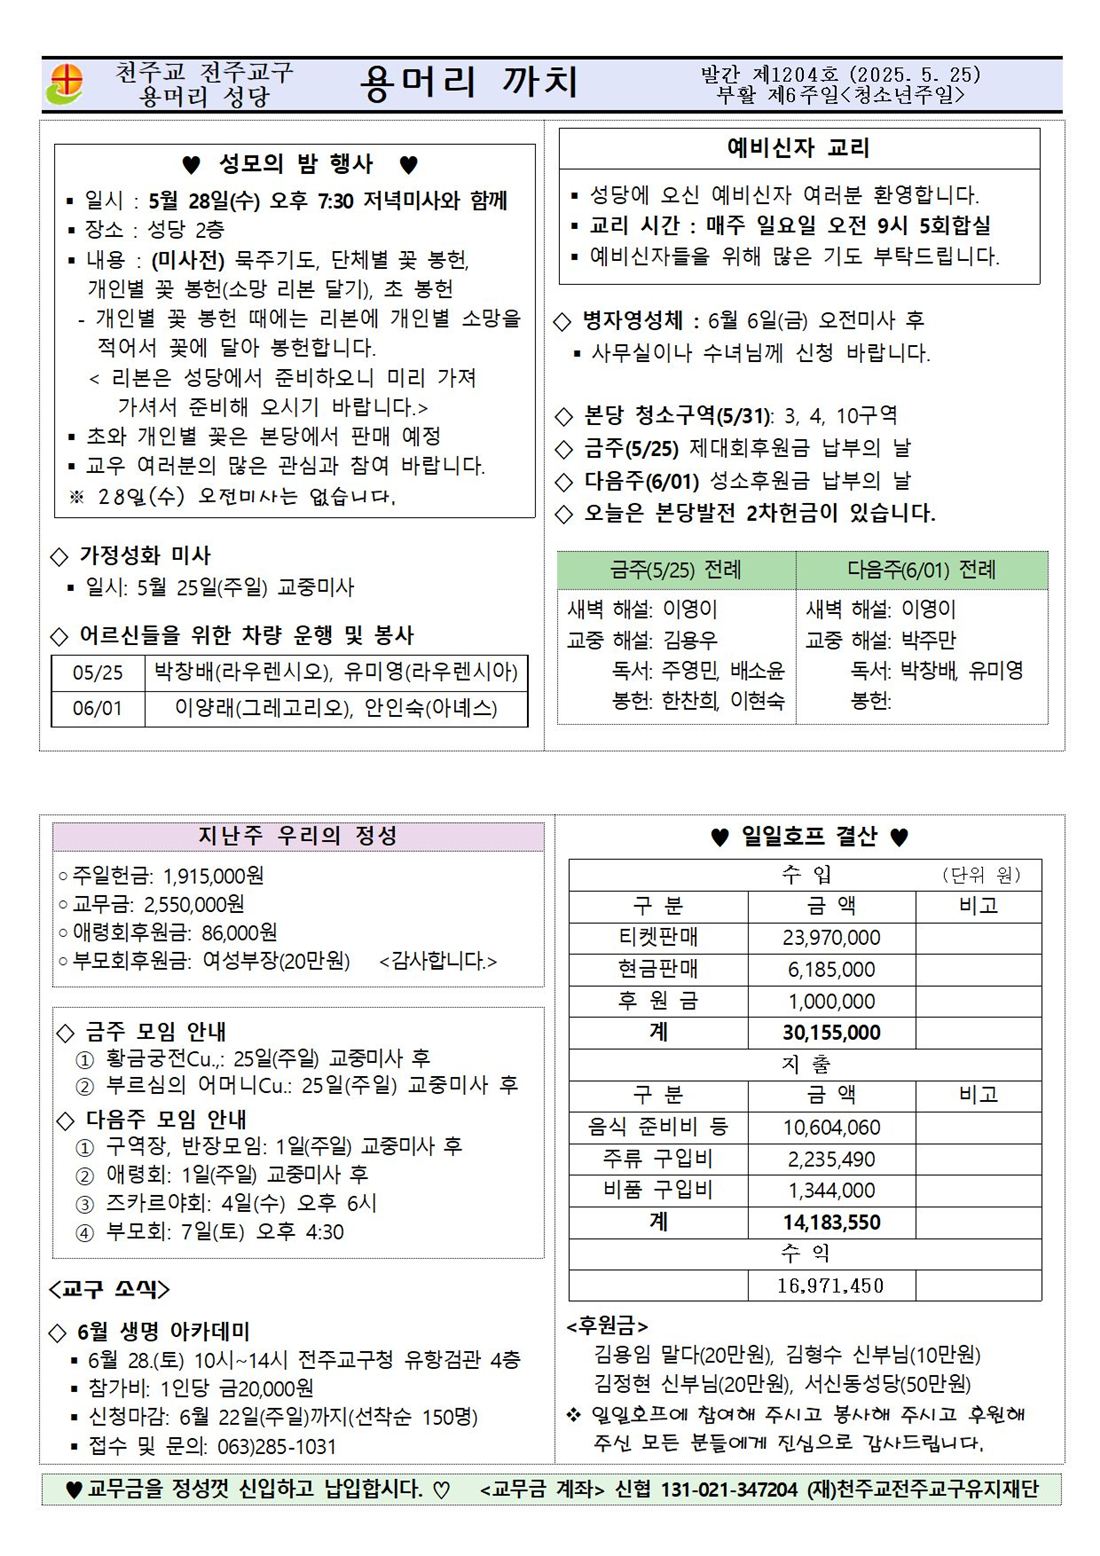 천주교 전주교구
용머리 성당
용머리 까치
발간 제1204호 (2025. 5. 25)
부활 제6주일<청소년주일>
♥ 성모의 밤 행사 ♥
▪ 일시 : 5월 28일(수) 오후 7:30 저녁미사와 함께
▪ 장소 : 성당 2층
▪ 내용 : (미사전) 묵주기도, 단체별 꽃 봉헌,
개인별 꽃 봉헌(소망 리본 달기), 초 봉헌
- 개인별 꽃 봉헌 때에는 리본에 개인별 소망을
적어서 꽃에 달아 봉헌합니다.
< 리본은 성당에서 준비하오니 미리 가져
가셔서 준비해 오시기 바랍니다.>
▪ 초와 개인별 꽃은 본당에서 판매 예정
▪ 교우 여러분의 많은 관심과 참여 바랍니다.
※ 28일(수) 오전미사는 없습니다.
◇ 가정성화 미사
▪ 일시: 5월 25일(주일) 교중미사
◇ 어르신들을 위한 차량 운행 및 봉사
05/25 박창배(라우렌시오), 유미영(라우렌시아)
06/01 이양래(그레고리오), 안인숙(아녜스)
예비신자 교리
▪ 성당에 오신 예비신자 여러분 환영합니다.
▪ 교리 시간 : 매주 일요일 오전 9시 5회합실
▪ 예비신자들을 위해 많은 기도 부탁드립니다.
◇ 병자영성체 : 6월 6일(금) 오전미사 후
▪ 사무실이나 수녀님께 신청 바랍니다.
◇ 본당 청소구역(5/31): 3, 4, 10구역
◇ 금주(5/25) 제대회후원금 납부의 날
◇ 다음주(6/01) 성소후원금 납부의 날
◇ 오늘은 본당발전 2차헌금이 있습니다.
금주(5/25) 전례 다음주(6/01) 전례
새벽 해설: 이영이 새벽 해설: 이영이
교중 해설: 김용우 교중 해설: 박주만
독서: 주영민, 배소윤 독서: 박창배, 유미영
봉헌: 한찬희, 이현숙 봉헌:
지난주 우리의 정성
○ 주일헌금: 1,915,000원
○ 교무금: 2,550,000원
○ 애령회후원금: 86,000원
○ 부모회후원금: 여성부장(20만원) <감사합니다.>
◇ 금주 모임 안내
① 황금궁전Cu.,: 25일(주일) 교중미사 후
② 부르심의 어머니Cu.: 25일(주일) 교중미사 후
◇ 다음주 모임 안내
① 구역장, 반장모임: 1일(주일) 교중미사 후
② 애령회: 1일(주일) 교중미사 후
③ 즈카르야회: 4일(수) 오후 6시
④ 부모회: 7일(토) 오후 4:30
<교구 소식>
◇ 6월 생명 아카데미
▪ 6월 28.(토) 10시~14시 전주교구청 유항검관 4층
▪ 참가비: 1인당 금20,000원
▪ 신청마감: 6월 22일(주일)까지(선착순 150명)
▪ 접수 및 문의: 063)285-1031
♥ 일일호프 결산 ♥
수 입 (단위 원)
구 분 금 액 비고
티켓판매 23,970,000
현금판매 6,185,000
후 원 금 1,000,000
계 30,155,000
지 출
구 분 금 액 비고
음식 준비비 등 10,604,060
주류 구입비 2,235,490
비품 구입비 1,344,000
계 14,183,550
수 익
16,971,450
<후원금>
김용임 말다(20만원), 김형수 신부님(10만원)
김정현 신부님(20만원), 서신동성당(50만원)
❖ 일일호프에 참여해 주시고 봉사해 주시고 후원해
주신 모든 분들에게 진심으로 감사드립니다.
♥ 교무금을 정성껏 신입하고 납입합시다. ♡ <교무금 계좌> 신협 131-021-347204 (재)천주교전주교구유지재단